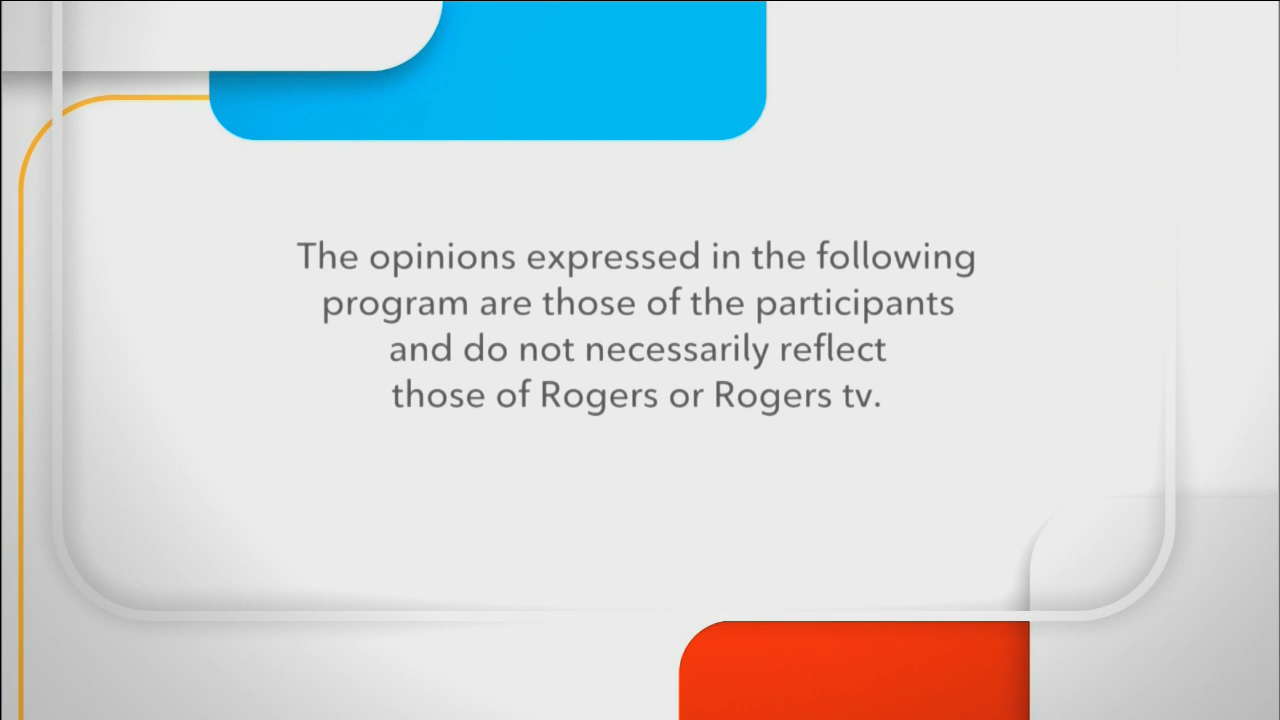 The opinions expressed in the following
program are those of the participants
and do not necessarily reflect
those of Rogers or Rogers tv.